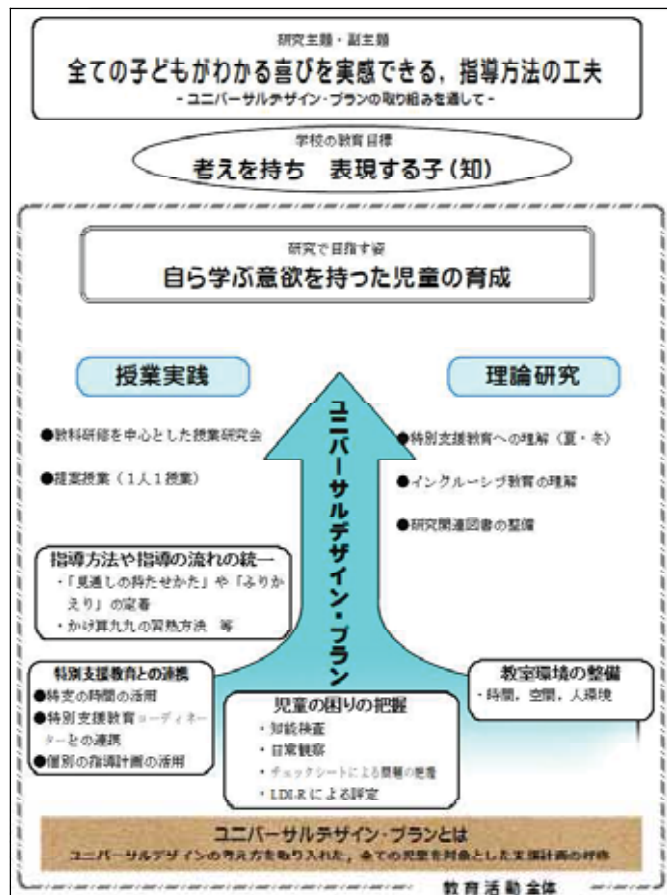 研究主題・副主題
全ての子どもがわかる喜びを実感できる，指導方法の工夫
-ユニバーサルデザイン・プランの取り組みを通して-
学校の教育目標
考えを持ち　表現する子（知）
研究で目指す姿
自ら学ぶ意欲を持った児童の育成
授業実践
●教科研修を中心とした授業研究会
●提案授業（１人１授業）
理論研究
●特別支援教育への理解（夏・冬）
●インクルーシブ教育の理解
●研究関連図書の整備
ユニバーサルデザイン・プラン
指導方法や指導の流れの統一
・「見通しの持たせかた」や「ふりか
えり」の定着
・かけ算九九の習熟方法　等
特別支援教育との連携
●特支の時間の活用
●特別支援教育コーディネー
ターとの連携
●個別の指導計画の活用
児童の困りの把握
・知能検査
・日常観察
・チェックシートによる問題の把握
・LDI-Rによる評定
教室環境の整備
・時間，空間，人環境
ユニバーサルデザイン・プランとは
ユニバーサルデザインの考え方を取り入れた，全ての児童を対象とした支援計画の呼称
教育活動全体